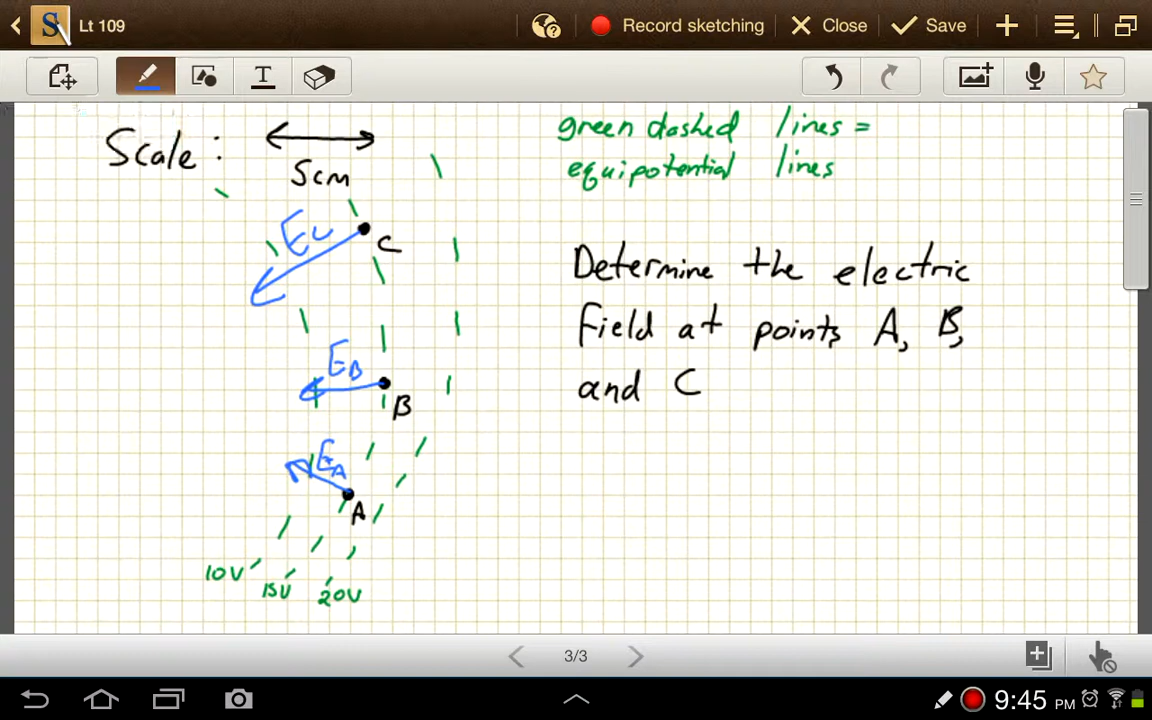 Lt 109
Record sketching
Close
Save
Scale:
5cm
green dashed lines =
equipotential lines
Ec
C
Determine the electric
field at points A, B,
and C
EB
B
EA
A
10V
15V
20V
3/3
9:45 PM